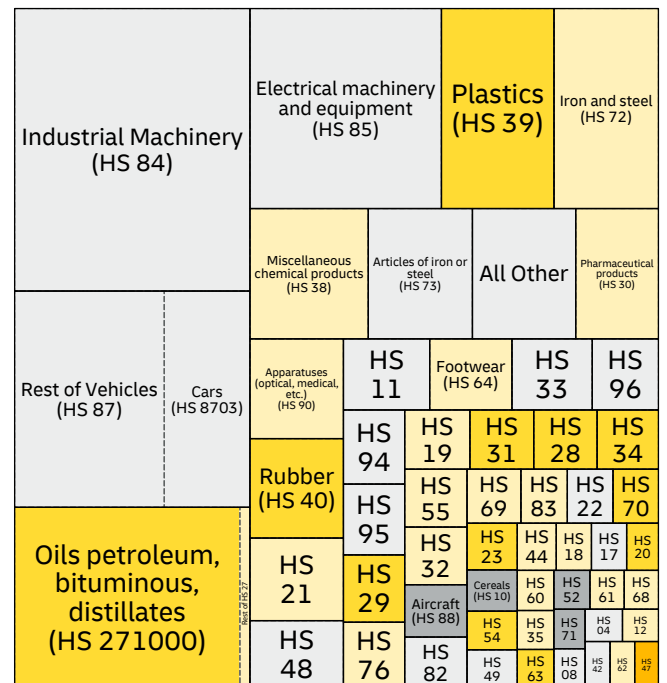 Industrial Machinery
(HS 84)
Electrical machinery
and equipment
(HS 85)
Plastics
(HS 39)
Iron and steel
(HS 72)
Miscellaneous
chemical products
(HS 38)
Articles of iron or
steel
(HS 73)
All Other
Pharmaceutical
products
(HS 30)
Rest of Vehicles
(HS 87)
Cars
(HS 8703)
Apparatuses
(optical, medical,
etc.)
(HS 90)
HS
11
Footwear
(HS 64)
HS
33
HS
96
HS
94
HS
19
HS
31
HS
28
HS
34
Rubber
(HS 40)
HS
95
HS
55
HS
69
HS
83
HS
22
HS
70
Oils petroleum,
bituminous,
distillates
(HS 271000)
Rest of HS 27
HS
21
HS
29
HS
32
HS
23
HS
44
HS
18
HS
17
HS
20
Aircraft
(HS 88)
Cereals
(HS 10)
HS
60
HS
52
HS
61
HS
68
HS
48
HS
76
HS
82
HS
54
HS
35
HS
71
HS
04
HS
12
HS
49
HS
63
HS
08
HS
42
HS
62
HS
47